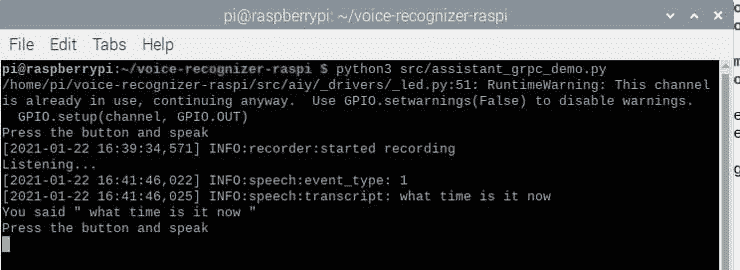 pi@raspberrypi: ~/voice-recognizer-raspi
File Edit Tabs Help
pi@raspberrypi:~/voice-recognizer-raspi $ python3 src/assistant_grpc_demo.py
/home/pi/voice-recognizer-raspi/src/aiy/_drivers/_led.py:51: RuntimeWarning: This channel
is already in use, continuing anyway.  Use GPIO.setwarnings(False) to disable warnings.
  GPIO.setup(channel, GPIO.OUT)
Press the button and speak
[2021-01-22 16:39:34,571] INFO:recorder:started recording
Listening...
[2021-01-22 16:41:46,022] INFO:speech:event_type: 1
[2021-01-22 16:41:46,025] INFO:speech:transcript: what time is it now
You said " what time is it now "
Press the button and speak